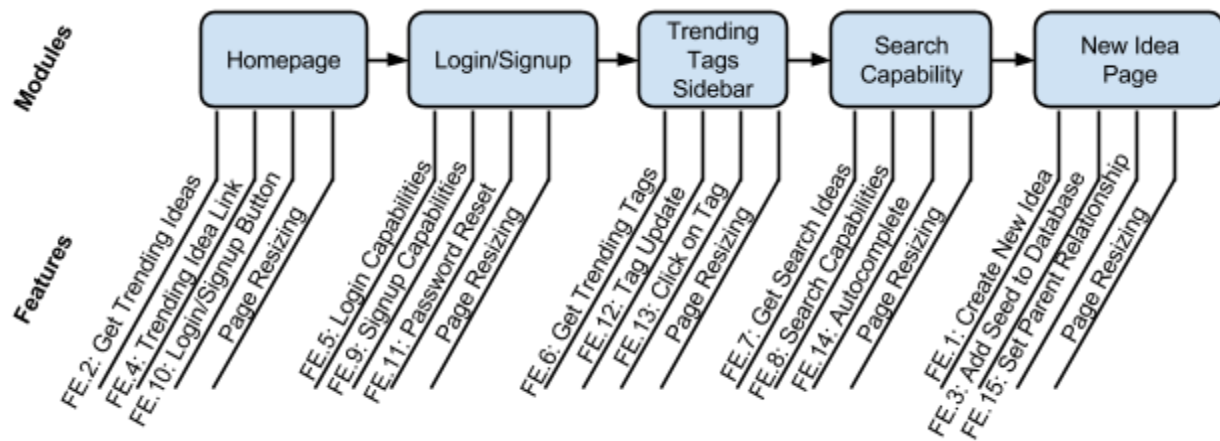 Modules
Homepage
Login/Signup
Trending
Tags
Sidebar
Search
Capability
New Idea
Page
Features
FE.2: Get Trending Ideas
FE.4: Trending Idea Link
FE.10: Login/Signup Button
Page Resizing
FE.5: Login Capabilities
FE.9: Signup Capabilities
FE.11: Password Reset
Page Resizing
FE.6: Get Trending Tags
FE.12: Tag Update
FE.13: Click on Tag
Page Resizing
FE.7: Get Search Ideas
FE.8: Search Capabilities
FE.14: Autocomplete
Page Resizing
FE.1: Create New Idea
FE.3: Add Seed to Database
FE.15: Set Parent Relationship
Page Resizing